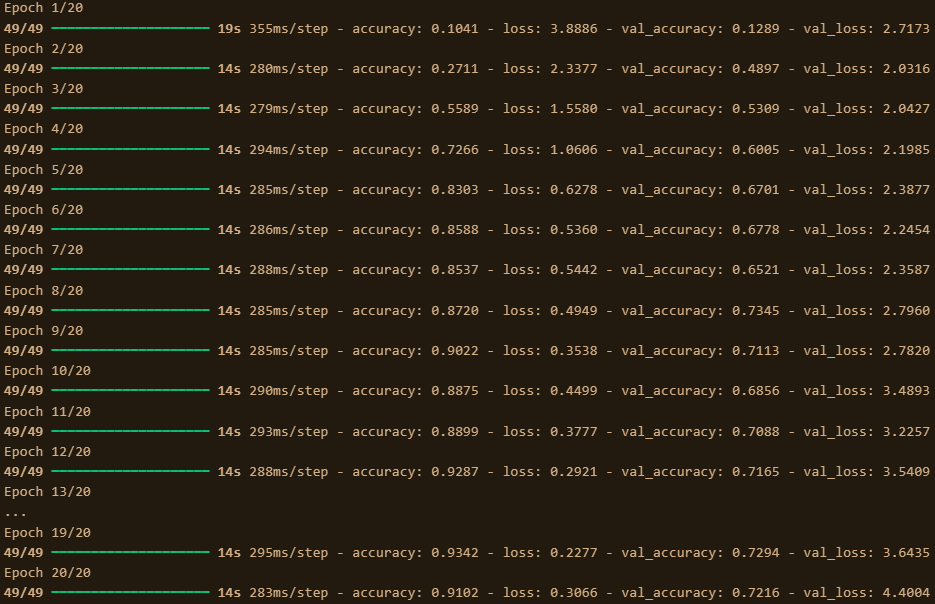 Epoch 1/20
49/49 ━━━━━━━━━━━━━━━━━━━━ 19s 355ms/step - accuracy: 0.1041 - loss: 3.8886 - val_accuracy: 0.1289 - val_loss: 2.7173
Epoch 2/20
49/49 ━━━━━━━━━━━━━━━━━━━━ 14s 280ms/step - accuracy: 0.2711 - loss: 2.3377 - val_accuracy: 0.4897 - val_loss: 2.0316
Epoch 3/20
49/49 ━━━━━━━━━━━━━━━━━━━━ 14s 279ms/step - accuracy: 0.5589 - loss: 1.5580 - val_accuracy: 0.5309 - val_loss: 2.0427
Epoch 4/20
49/49 ━━━━━━━━━━━━━━━━━━━━ 14s 294ms/step - accuracy: 0.7266 - loss: 1.0606 - val_accuracy: 0.6005 - val_loss: 2.1985
Epoch 5/20
49/49 ━━━━━━━━━━━━━━━━━━━━ 14s 285ms/step - accuracy: 0.8303 - loss: 0.6278 - val_accuracy: 0.6701 - val_loss: 2.3877
Epoch 6/20
49/49 ━━━━━━━━━━━━━━━━━━━━ 14s 286ms/step - accuracy: 0.8588 - loss: 0.5360 - val_accuracy: 0.6778 - val_loss: 2.2454
Epoch 7/20
49/49 ━━━━━━━━━━━━━━━━━━━━ 14s 288ms/step - accuracy: 0.8537 - loss: 0.5442 - val_accuracy: 0.6521 - val_loss: 2.3587
Epoch 8/20
49/49 ━━━━━━━━━━━━━━━━━━━━ 14s 285ms/step - accuracy: 0.8720 - loss: 0.4949 - val_accuracy: 0.7345 - val_loss: 2.7960
Epoch 9/20
49/49 ━━━━━━━━━━━━━━━━━━━━ 14s 285ms/step - accuracy: 0.9022 - loss: 0.3538 - val_accuracy: 0.7113 - val_loss: 2.7820
Epoch 10/20
49/49 ━━━━━━━━━━━━━━━━━━━━ 14s 290ms/step - accuracy: 0.8875 - loss: 0.4499 - val_accuracy: 0.6856 - val_loss: 3.4893
Epoch 11/20
49/49 ━━━━━━━━━━━━━━━━━━━━ 14s 293ms/step - accuracy: 0.8899 - loss: 0.3777 - val_accuracy: 0.7088 - val_loss: 3.2257
Epoch 12/20
49/49 ━━━━━━━━━━━━━━━━━━━━ 14s 288ms/step - accuracy: 0.9287 - loss: 0.2921 - val_accuracy: 0.7165 - val_loss: 3.5409
Epoch 13/20
...
Epoch 19/20
49/49 ━━━━━━━━━━━━━━━━━━━━ 14s 295ms/step - accuracy: 0.9342 - loss: 0.2277 - val_accuracy: 0.7294 - val_loss: 3.6435
Epoch 20/20
49/49 ━━━━━━━━━━━━━━━━━━━━ 14s 283ms/step - accuracy: 0.9102 - loss: 0.3066 - val_accuracy: 0.7216 - val_loss: 4.4004